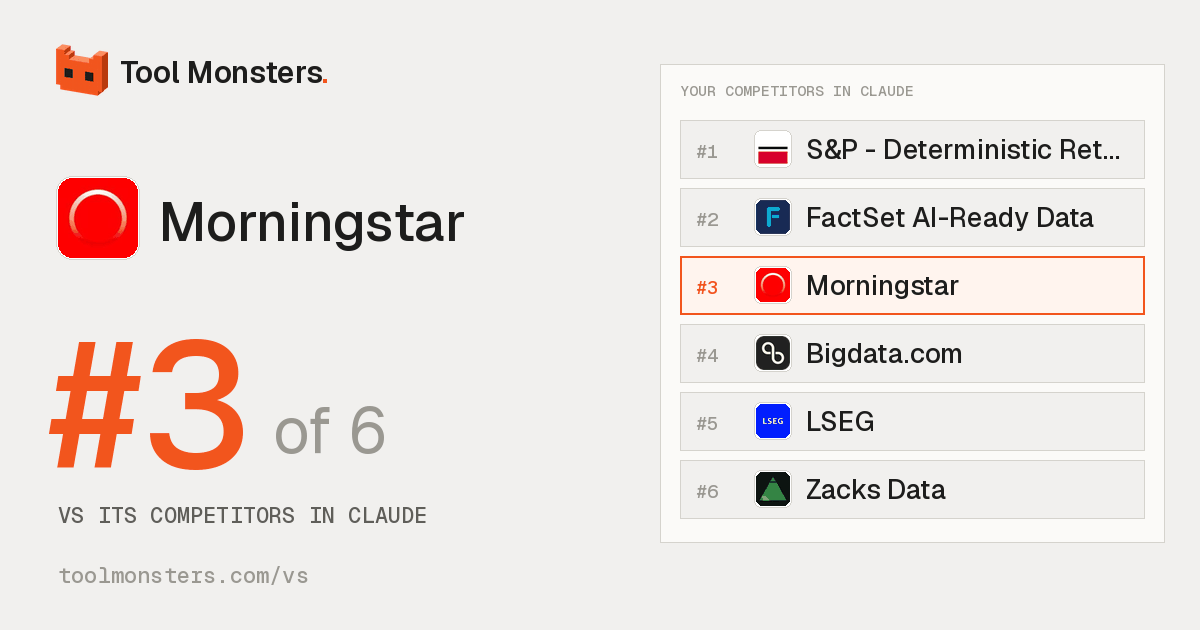 Tool Monsters.
Morningstar
#3 of 6
VS ITS COMPETITORS IN CLAUDE
toolmonsters.com/vs
YOUR COMPETITORS IN CLAUDE
#1 S&P - Deterministic Ret...
#2 F FactSet AI-Ready Data
#3 Morningstar
#4 Bigdata.com
#5 LSEG LSEG
#6 Zacks Data